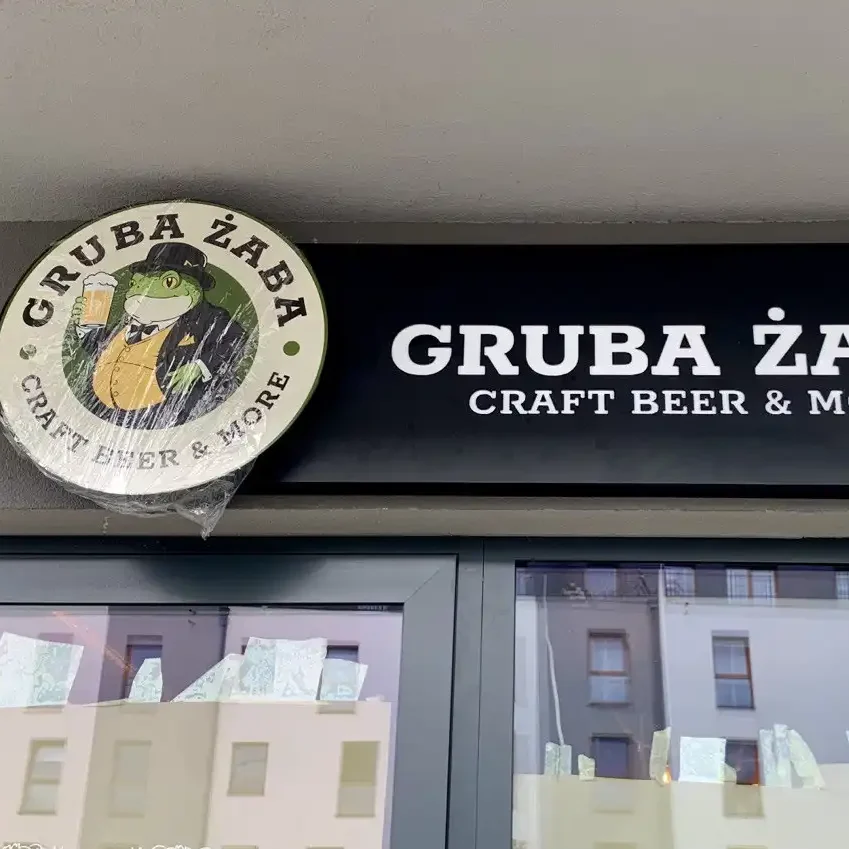 GRUBA ŻABA
CRAFT BEER & MORE
GRUBA ŻA
CRAFT BEER & M